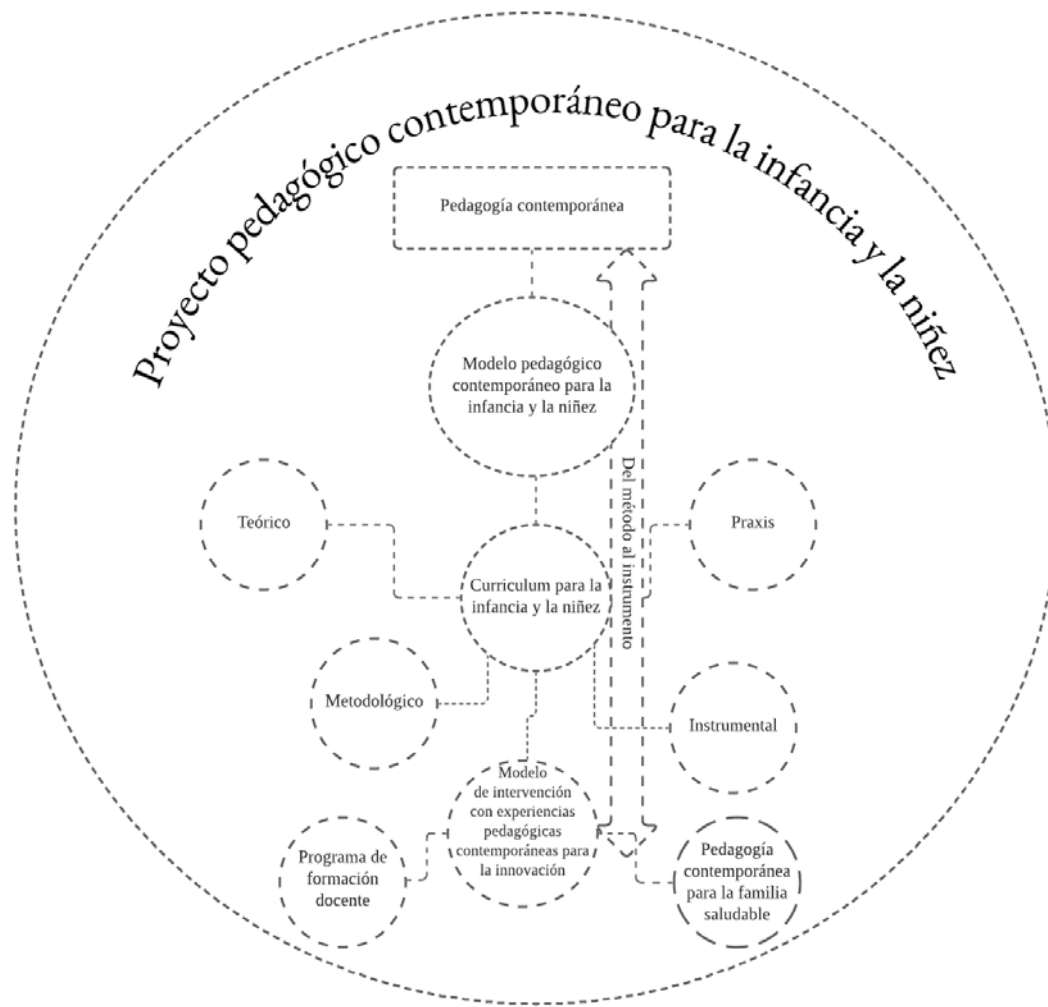 Proyecto pedagógico contemporáneo para la infancia y la niñez
Pedagogía contemporánea
Modelo pedagógico
contemporáneo para la
infancia y la niñez
Del método al instrumento
Teórico
Praxis
Curriculum para la
infancia y la niñez
Metodológico
Instrumental
Modelo
de intervención
con experiencias
pedagógicas
contemporáneas para
la innovación
Programa de
formación
docente
Pedagogía
contemporánea
para la familia
saludable